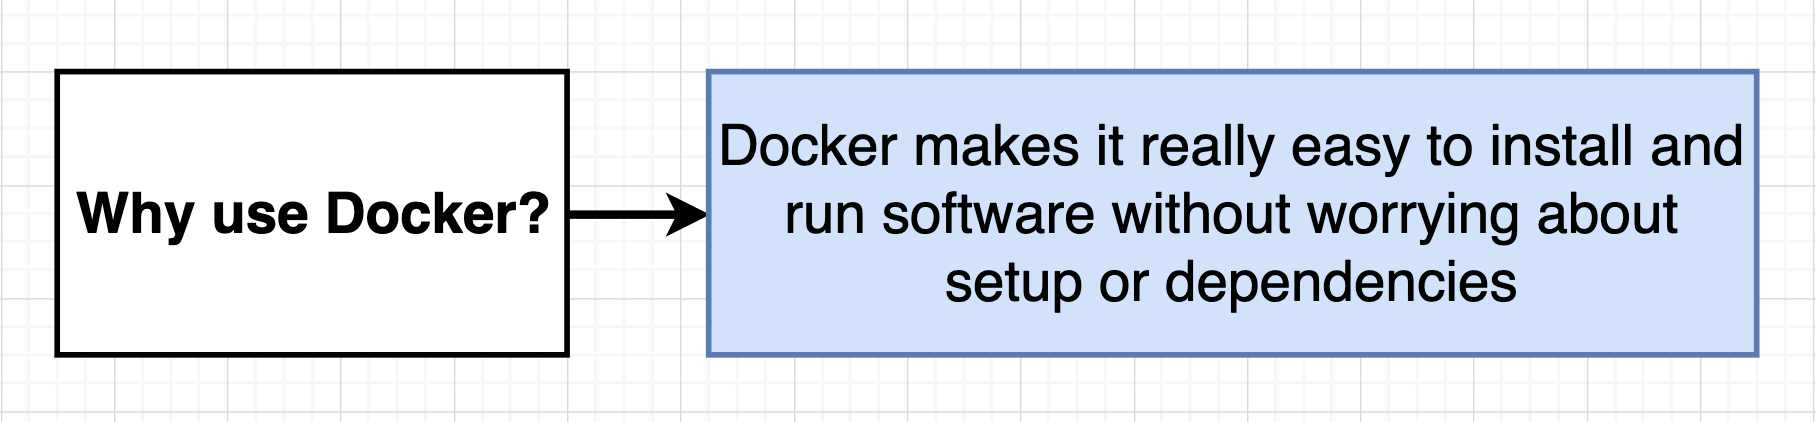 Why use Docker?
Docker makes it really easy to install and
run software without worrying about
setup or dependencies